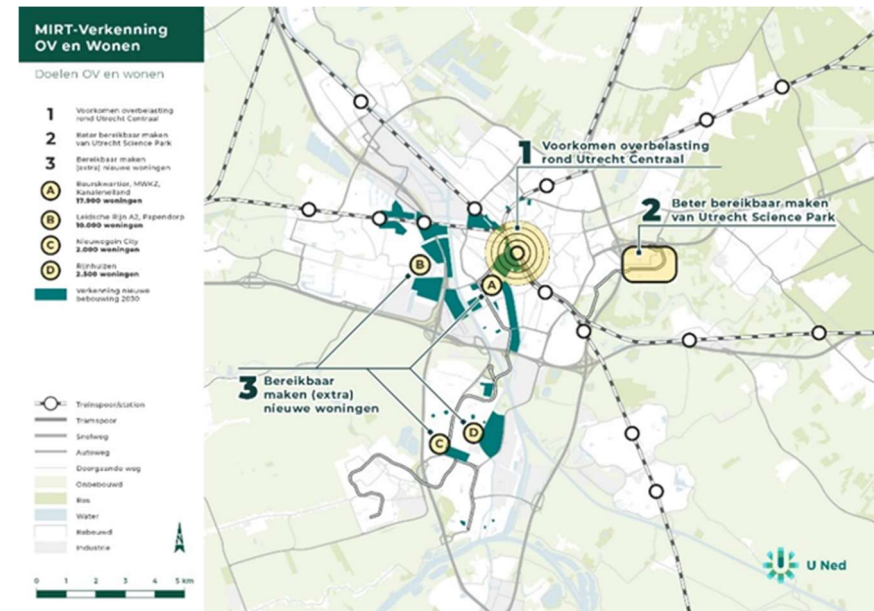 MIRT-Verkenning
OV en Wonen
Doelen OV en wonen
1 Voorkomen overbelasting
rond Utrecht Centraal
2 Beter bereikbaar maken
van Utrecht Science Park
3 Bereikbaar maken
(extra) nieuwe woningen
A Beurskwartier, MWKZ,
Kanaleneiland
17.900 woningen
B Leidsche Rijn A2, Papendorp
10.000 woningen
C Nieuwegein City
2.000 woningen
D Rijnhuizen
2.500 woningen
Verkenning nieuwe
bebouwing 2030
Treinspoor/station
Tramspoor
Snelweg
Autoweg
Doorgaande weg
Onbebouwd
Bos
Water
Bebouwd
Industrie
0 1 2 3 4 5 km
1 Voorkomen overbelasting
rond Utrecht Centraal
2 Beter bereikbaar maken
van Utrecht Science Park
B
A
3 Bereikbaar
maken (extra)
nieuwe woningen
C
D
U Ned